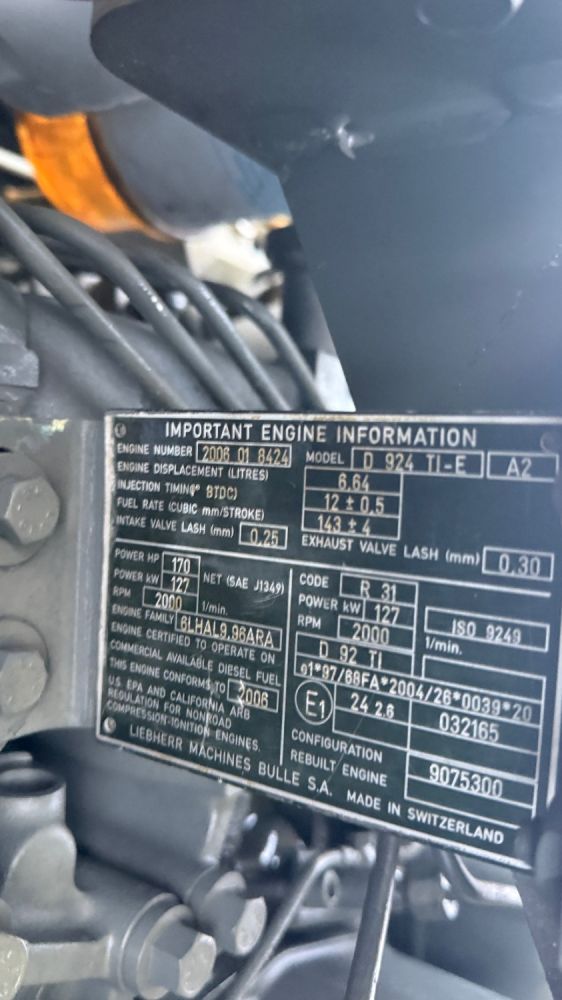 IMPORTANT ENGINE INFORMATION
ENGINE NUMBER 2006 01 8424 MODEL D 924 TI-E A2
ENGINE DISPLACEMENT (LITRES) 6.64
INJECTION TIMING(° BTDC) 12 ± 0,5
FUEL RATE (CUBIC mm/STROKE) 143 ± 4
INTAKE VALVE LASH (mm) 0,25 EXHAUST VALVE LASH (mm) 0,30
POWER HP 170
POWER kW 127 NET (SAE J1349)
RPM 2000 1/min.
ENGINE FAMILY 6LHAL9,96ARA
ENGINE CERTIFIED TO OPERATE ON
COMMERCIAL AVAILABLE DIESEL FUEL
THIS ENGINE CONFORMS TO 2006
U.S. EPA AND CALIFORNIA ARB
REGULATION FOR NONROAD
COMPRESSION-IGNITION ENGINES.
CODE R 31
POWER kW 127 ISO 9249
RPM 2000 1/min.
D 92 TI
e1*97/68FA*2004/26*0039*20
E1 24 2.6 032165
CONFIGURATION
REBUILT ENGINE 9075300
LIEBHERR MACHINES BULLE S.A. MADE IN SWITZERLAND